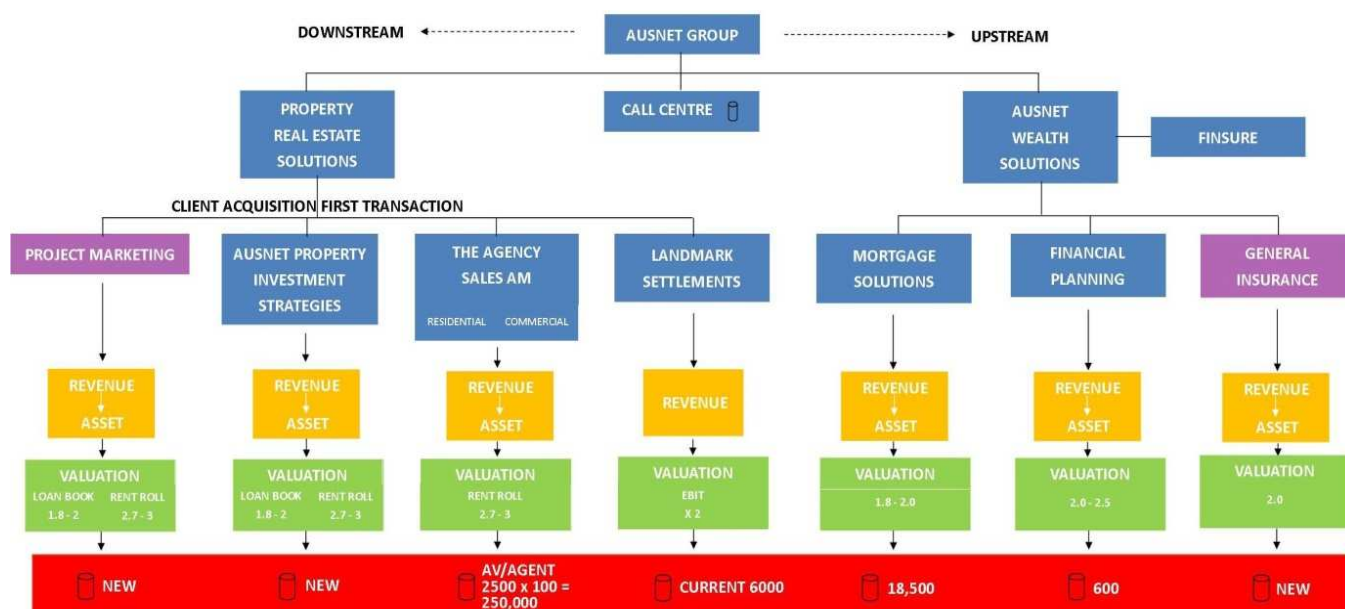 DOWNSTREAM
AUSNET GROUP
UPSTREAM
PROPERTY
REAL ESTATE
SOLUTIONS
CALL CENTRE
AUSNET
WEALTH
SOLUTIONS
FINSURE
CLIENT ACQUISITION FIRST TRANSACTION
PROJECT MARKETING
AUSNET PROPERTY
INVESTMENT
STRATEGIES
THE AGENCY
SALES AM
RESIDENTIAL COMMERCIAL
LANDMARK
SETTLEMENTS
MORTGAGE
SOLUTIONS
FINANCIAL
PLANNING
GENERAL
INSURANCE
REVENUE
ASSET
REVENUE
ASSET
REVENUE
ASSET
REVENUE
REVENUE
ASSET
REVENUE
ASSET
REVENUE
ASSET
VALUATION
LOAN BOOK RENT ROLL
1.8 - 2 2.7 - 3
VALUATION
LOAN BOOK RENT ROLL
1.8 - 2 2.7 - 3
VALUATION
RENT ROLL
2.7 - 3
VALUATION
EBIT
X 2
VALUATION
1.8 - 2.0
VALUATION
2.0 - 2.5
VALUATION
2.0
NEW
NEW
AV/AGENT
2500 x 100 =
250,000
CURRENT 6000
18,500
600
NEW